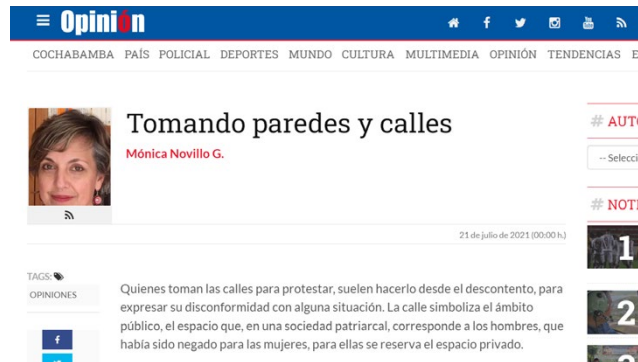 Opinión
COCHABAMBA PAÍS POLICIAL DEPORTES MUNDO CULTURA MULTIMEDIA OPINIÓN TENDENCIAS
Tomando paredes y calles
Mónica Novillo G.
# AUTO
-- Selecci
# NOTI
21 de julio de 2021 (00:00 h.)
1
TAGS:
OPINIONES
Quienes toman las calles para protestar, suelen hacerlo desde el descontento, para
expresar su disconformidad con alguna situación. La calle simboliza el ámbito
público, el espacio que, en una sociedad patriarcal, corresponde a los hombres, que
había sido negado para las mujeres, para ellas se reserva el espacio privado.
2